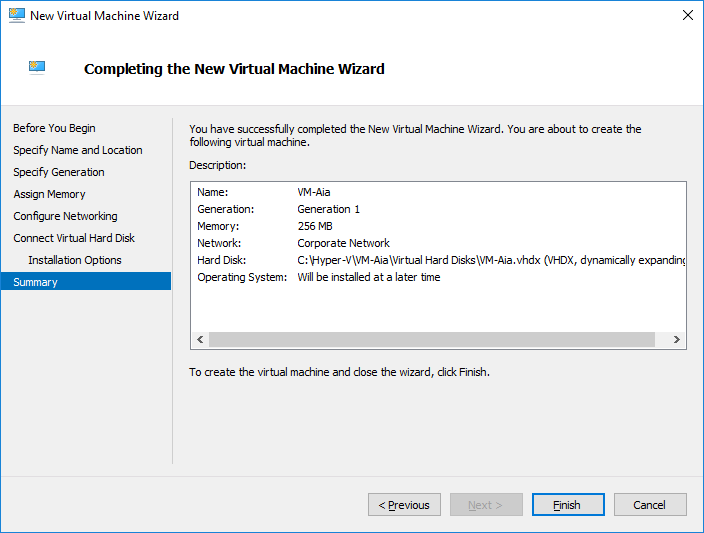 New Virtual Machine Wizard
Completing the New Virtual Machine Wizard
Before You Begin
Specify Name and Location
Specify Generation
Assign Memory
Configure Networking
Connect Virtual Hard Disk
Installation Options
Summary
You have successfully completed the New Virtual Machine Wizard. You are about to create the
following virtual machine.
Description:
Name: VM-Aia
Generation: Generation 1
Memory: 256 MB
Network: Corporate Network
Hard Disk: C:\Hyper-V\VM-Aia\Virtual Hard Disks\VM-Aia.vhdx (VHDX, dynamically expanding
Operating System: Will be installed at a later time
To create the virtual machine and close the wizard, click Finish.
< Previous
Next >
Finish
Cancel